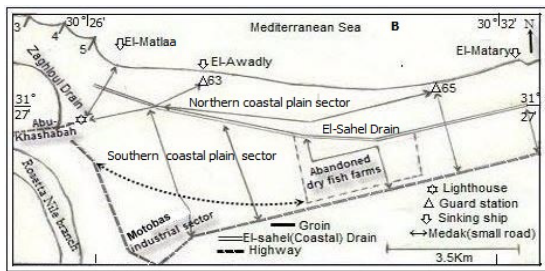 30° 26'
Mediterranean Sea
B
30° 32'
N
3
4
5
El-Matlaa
El-Awadly
El-Matary
63
65
Zaghloul Drain
Northern coastal plain sector
31°
27
31°
27
Abu-
Khashabah
El-Sahel Drain
Southern coastal plain sector
Abandoned
dry fish farms
Rosetta Nile branch
Motobas
industrial sector
Lighthouse
Guard station
Sinking ship
Medak(small road)
Groin
El-sahel(Coastal) Drain
Highway
3.5Km